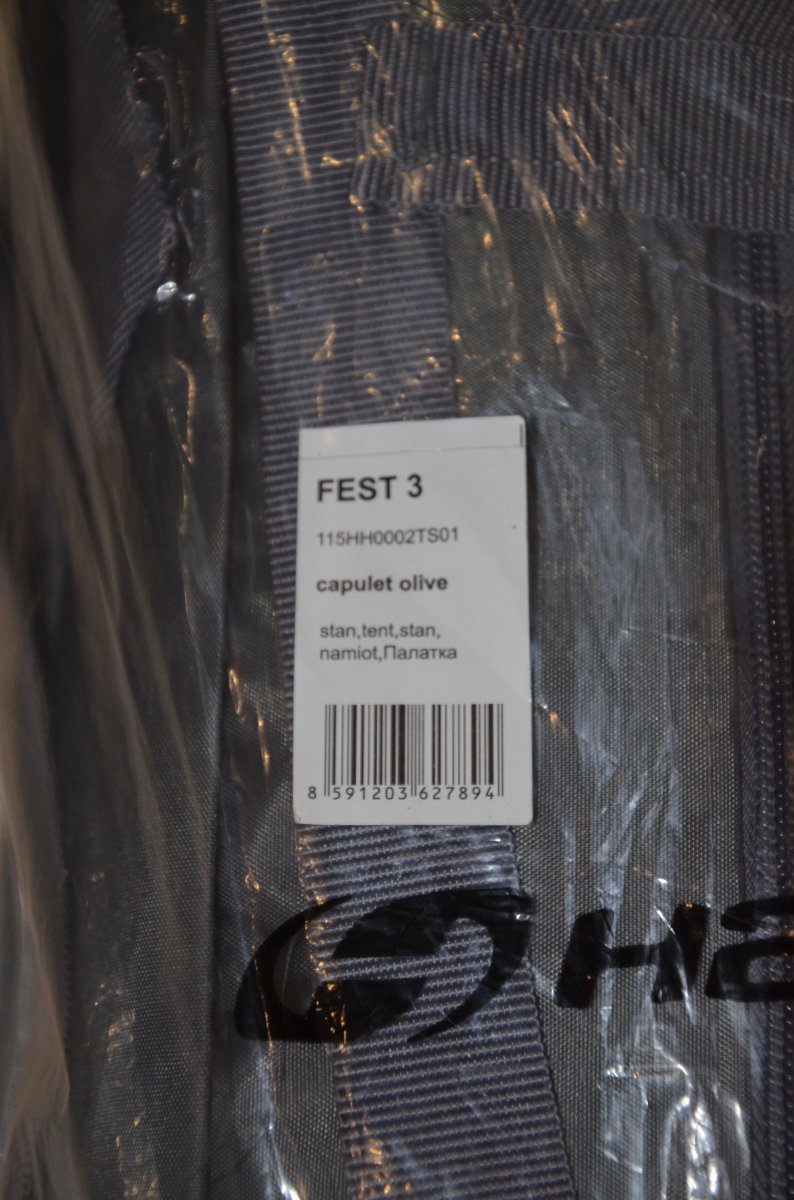 FEST 3
115HH0002TS01
capulet olive
stan,tent,stan,
namiot,Палатка
8 591203 627894